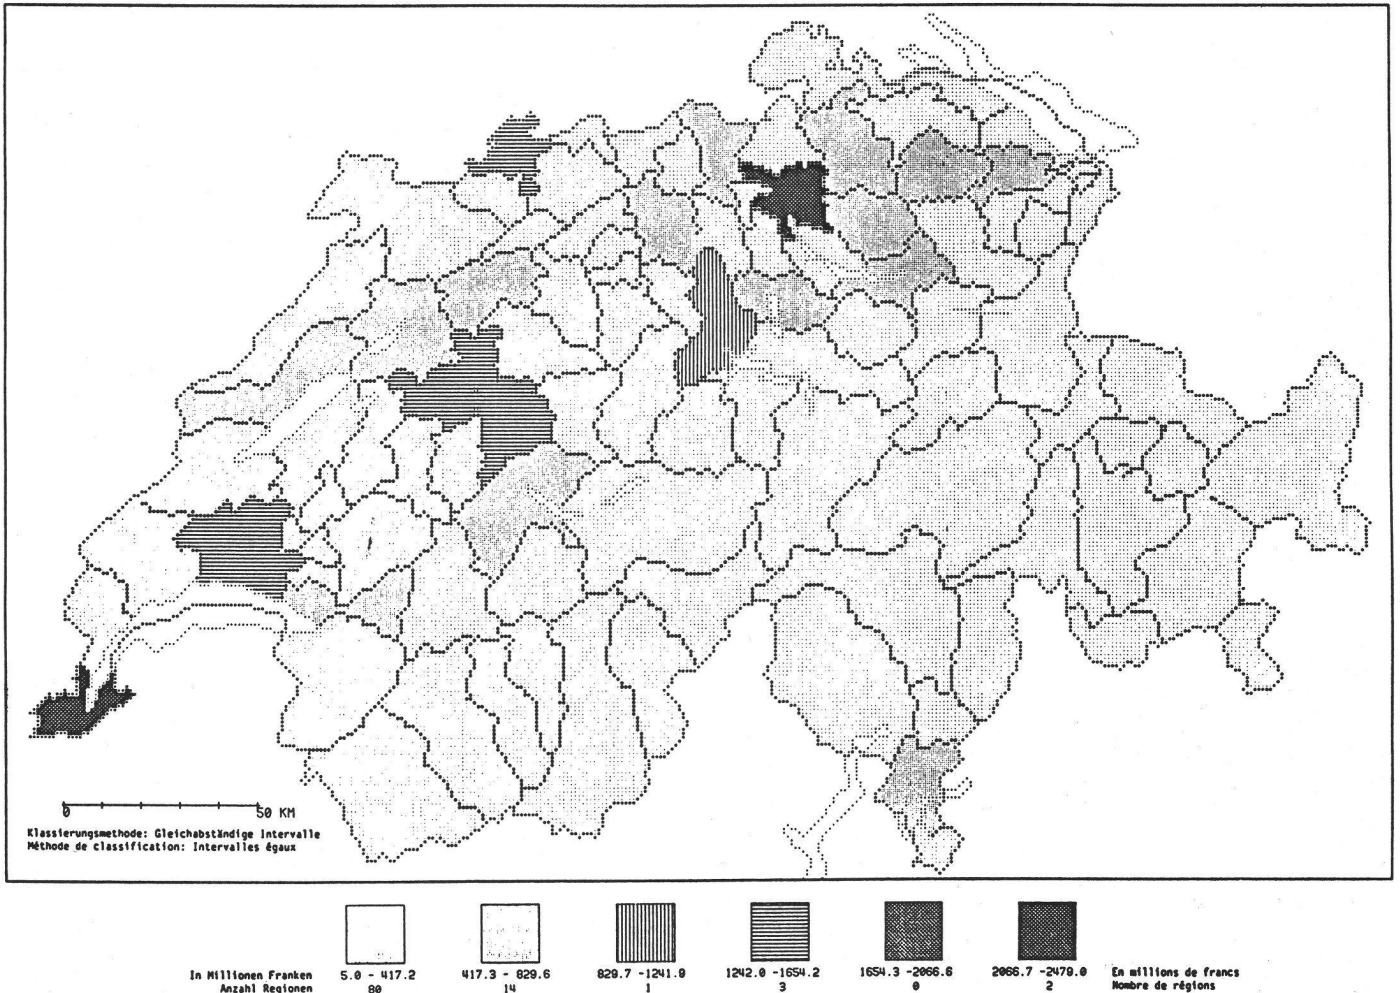 0 50 KM
Klassierungsmethode: Gleichabständige Intervalle
Méthode de classification: Intervalles égaux
In Millionen Franken 5.0 - 417.2 417.3 - 829.6 829.7 -1241.9 1242.0 -1654.2 1654.3 -2066.6 2066.7 -2479.0 En millions de francs
Anzahl Regionen 80 14 1 3 0 2 Nombre de régions